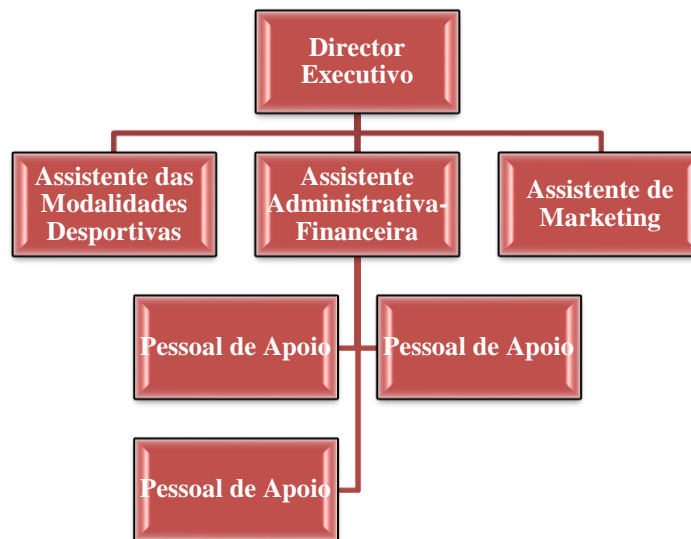 Director
Executivo
Assistente das
Modalidades
Desportivas
Assistente
Administrativa-
Financeira
Assistente de
Marketing
Pessoal de Apoio
Pessoal de Apoio
Pessoal de Apoio